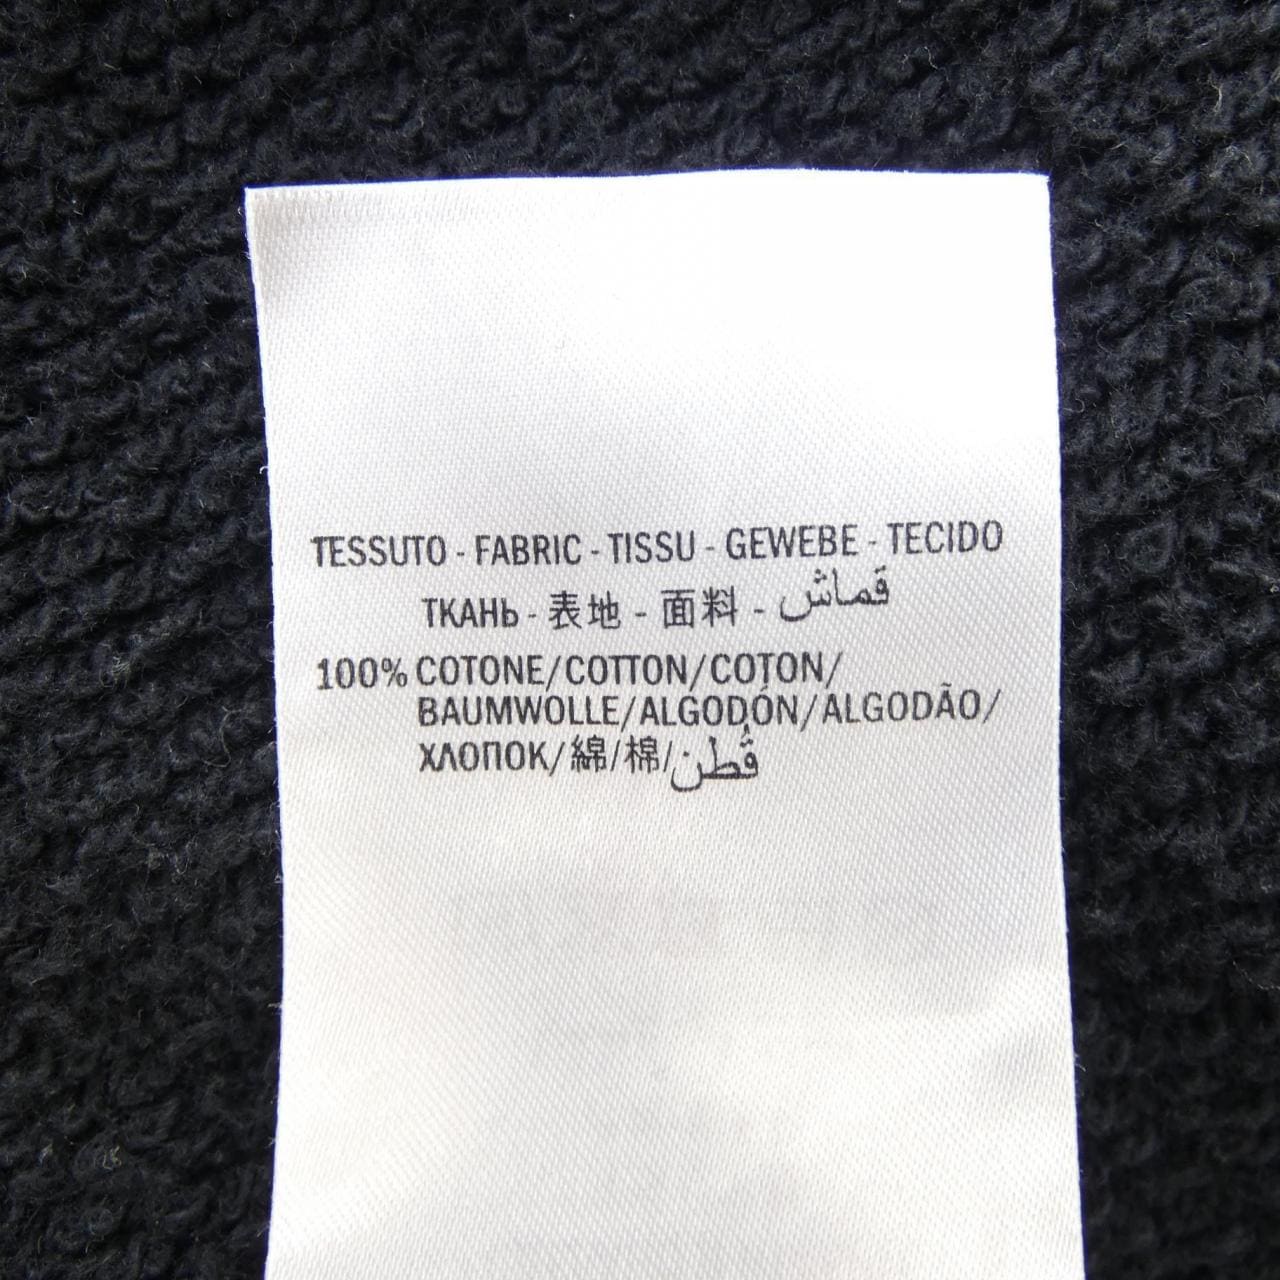 TESSUTO - FABRIC - TISSU - GEWEBE - TECIDO
ТКАНЬ - 表地 - 面料 - قماش
100% COTONE/COTTON/COTON/
BAUMWOLLE/ALGODÓN/ALGODÃO/
ХЛОПОК/綿/棉/قُطن